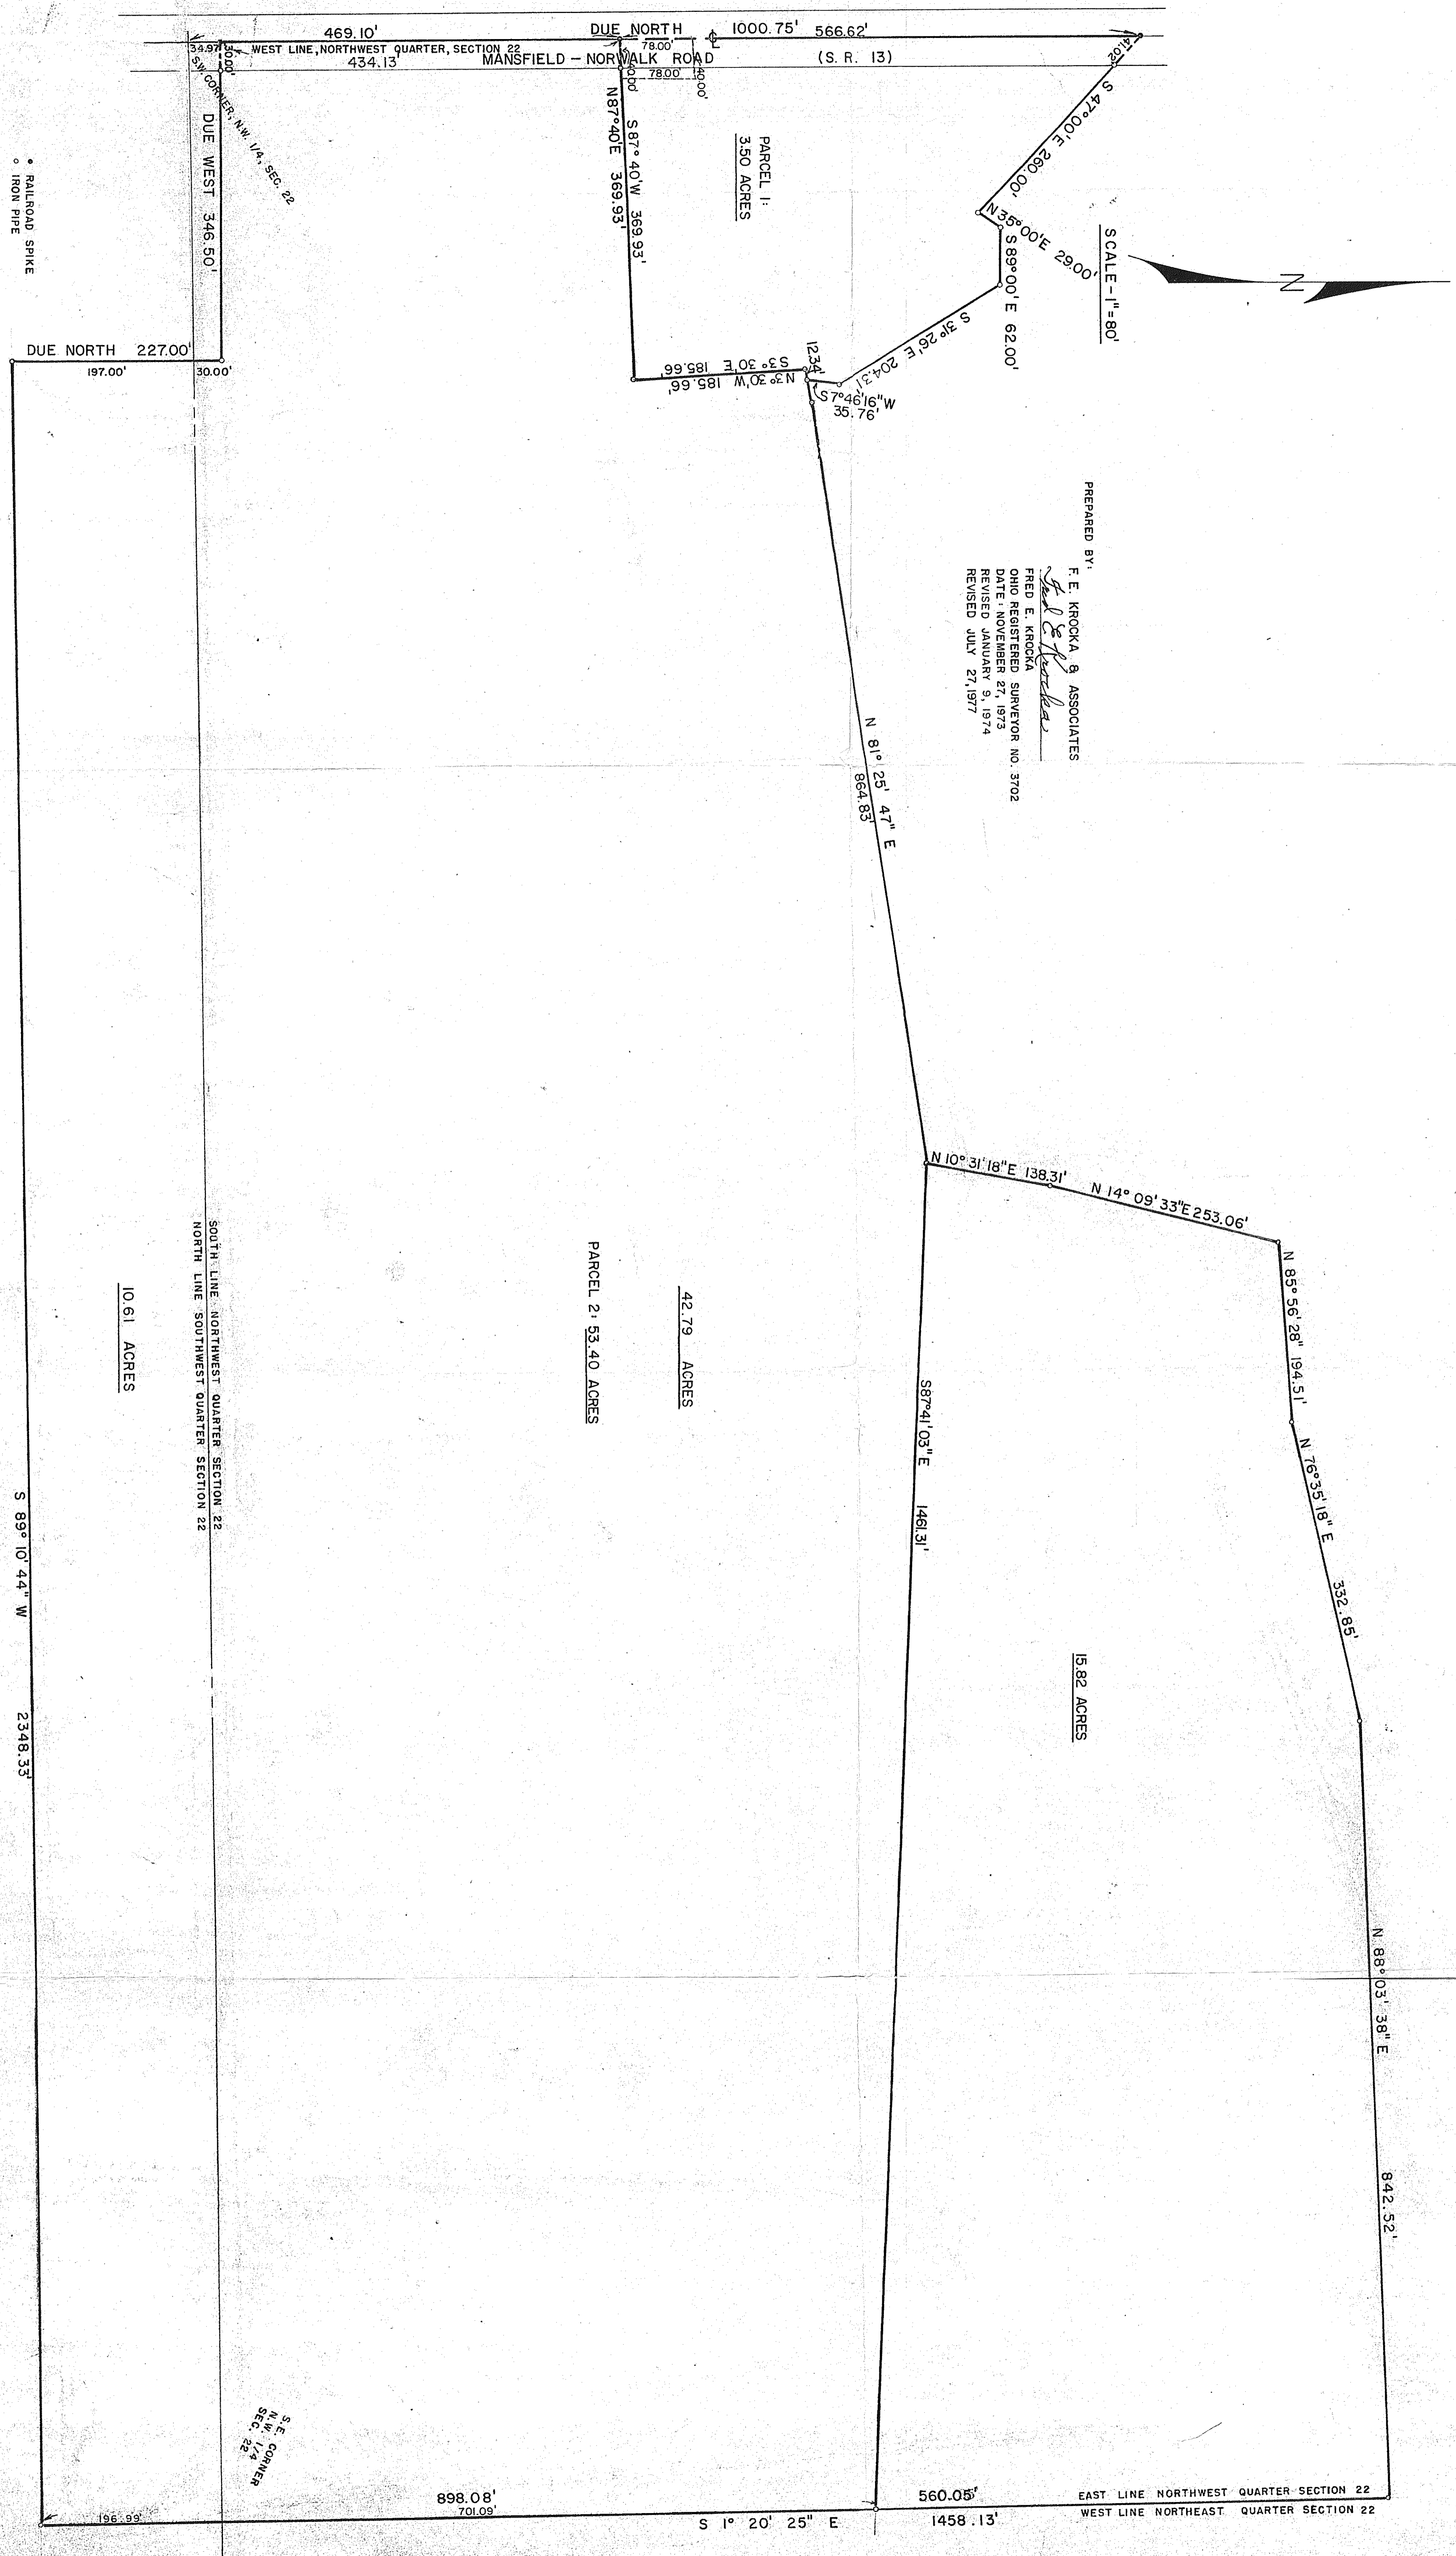 469.10'
DUE NORTH
1000.75'
566.62'
34.97'
30.00'
WEST LINE, NORTHWEST QUARTER, SECTION 22
78.00'
41.02'
434.13'
MANSFIELD - NORWALK ROAD
(S. R. 13)
78.00'
40.00'
40.00'
S.W. CORNER, N.W. 1/4, SEC. 22
DUE WEST 346.50'
N87°40'E 369.93'
S87°40'W 369.93'
PARCEL 1:
3.50 ACRES
S 47°00'E 260.00'
N 35°00'E 29.00'
S 89°00'E 62.00'
SCALE - 1"=80'
N
• RAILROAD SPIKE
○ IRON PIPE
DUE NORTH 227.00'
197.00'
30.00'
S3°30'E 185.66'
N3°30'W 185.66'
12.34'
S 31°26'E 204.31'
S7°46'16"W
35.76'
PREPARED BY:
F. E. KROCKA & ASSOCIATES
Fred E. Krocka
FRED E. KROCKA
OHIO REGISTERED SURVEYOR NO. 3702
DATE: NOVEMBER 27, 1973
REVISED JANUARY 9, 1974
REVISED JULY 27, 1977
N 81° 25' 47" E
864.83'
N 10°31'18"E 138.31'
N 14° 09' 33"E 253.06'
N 85° 56' 28" 194.51'
N 76°35'18" E 332.85'
N 88° 03' 38" E 842.52'
S87°41'03"E 1461.31'
15.82 ACRES
42.79 ACRES
PARCEL 2: 53.40 ACRES
SOUTH LINE NORTHWEST QUARTER SECTION 22
NORTH LINE SOUTHWEST QUARTER SECTION 22
10.61 ACRES
S 89° 10' 44" W 2348.33'
S.E. CORNER
N.W. 1/4
SEC. 22
196.99'
898.08'
701.09'
S 1° 20' 25" E
560.05'
1458.13'
EAST LINE NORTHWEST QUARTER SECTION 22
WEST LINE NORTHEAST QUARTER SECTION 22